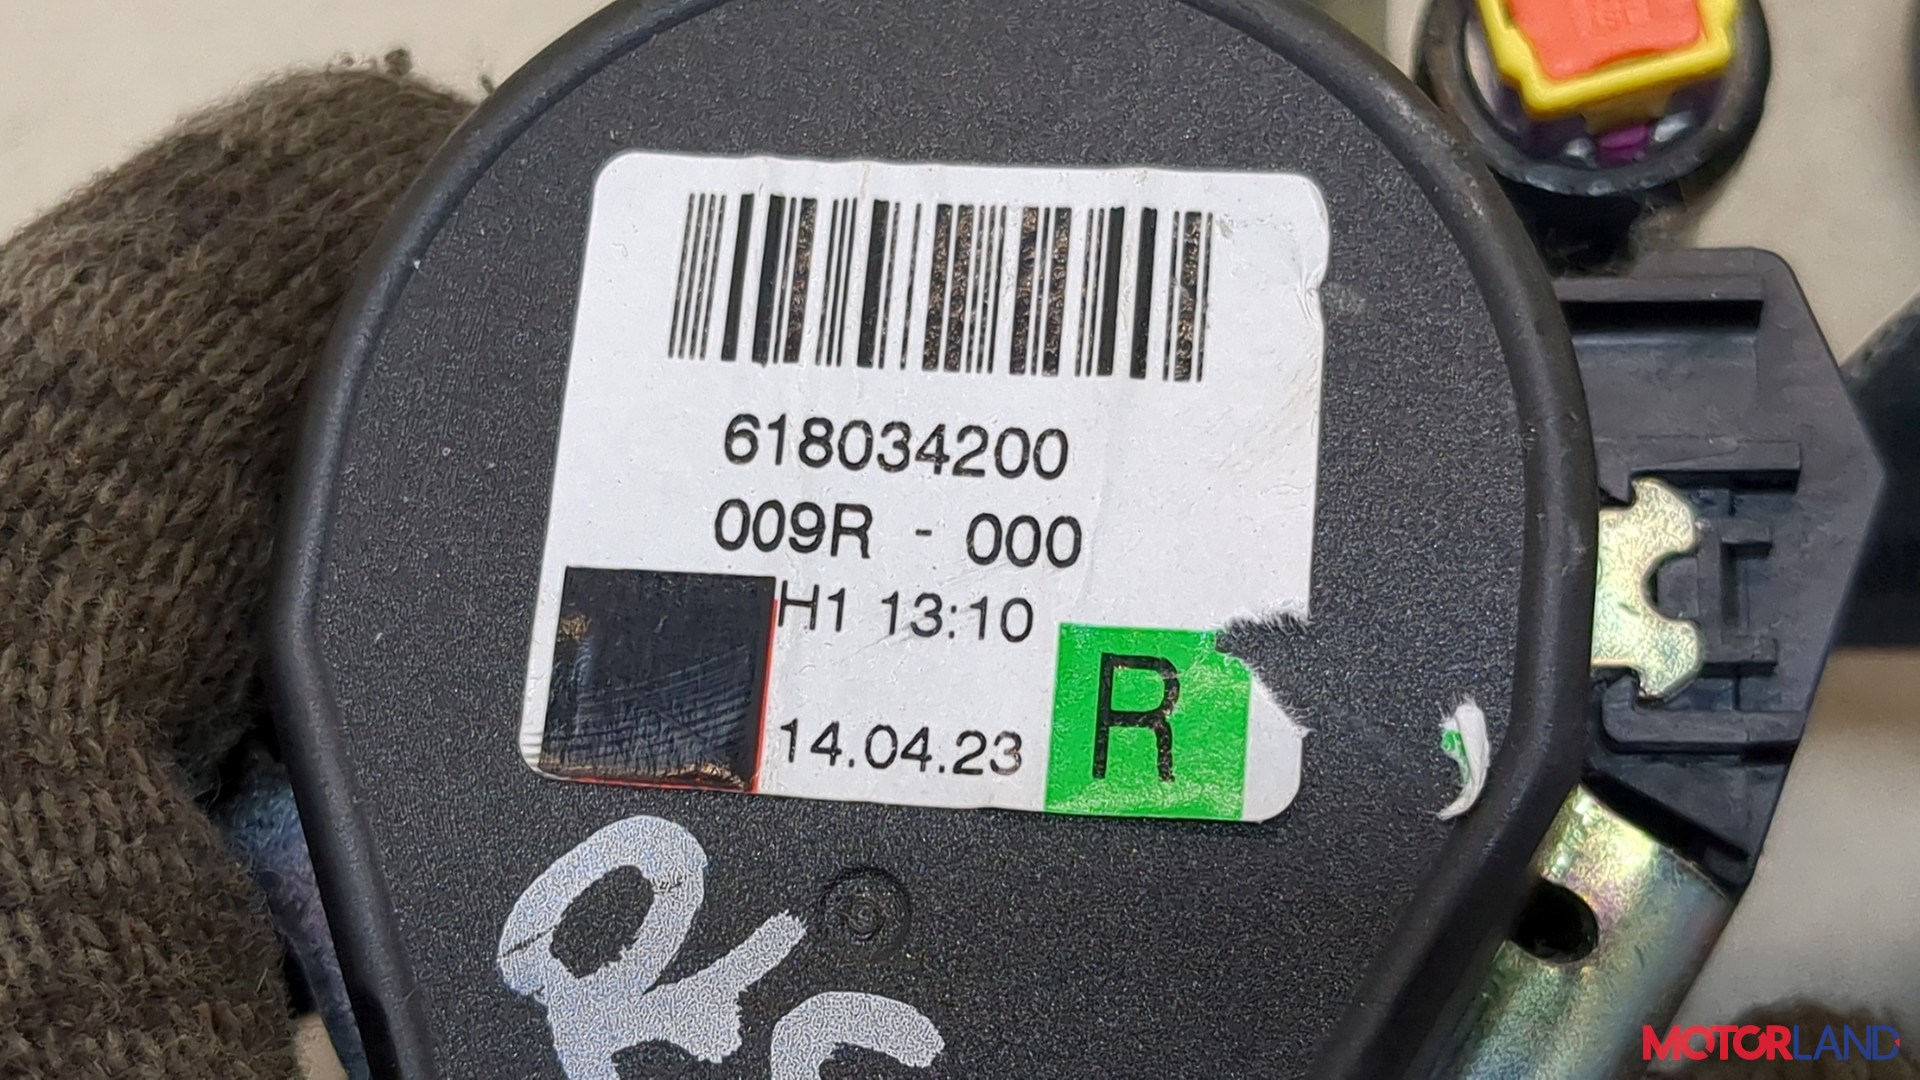 618034200
009R - 000
H1 13:10
14.04.23
R
MOTORLAND